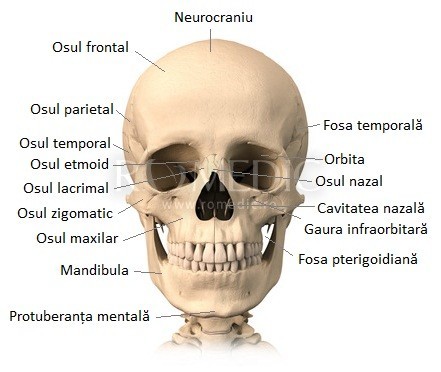 Neurocraniu
Osul frontal
Osul parietal
Fosa temporală
Osul temporal
Orbita
Osul etmoid
Osul nazal
Osul lacrimal
Cavitatea nazală
Osul zigomatic
Gaura infraorbitară
Osul maxilar
Fosa pterigoidiană
Mandibula
Protuberanța mentală
ROMEDIC
www.romedic.ro